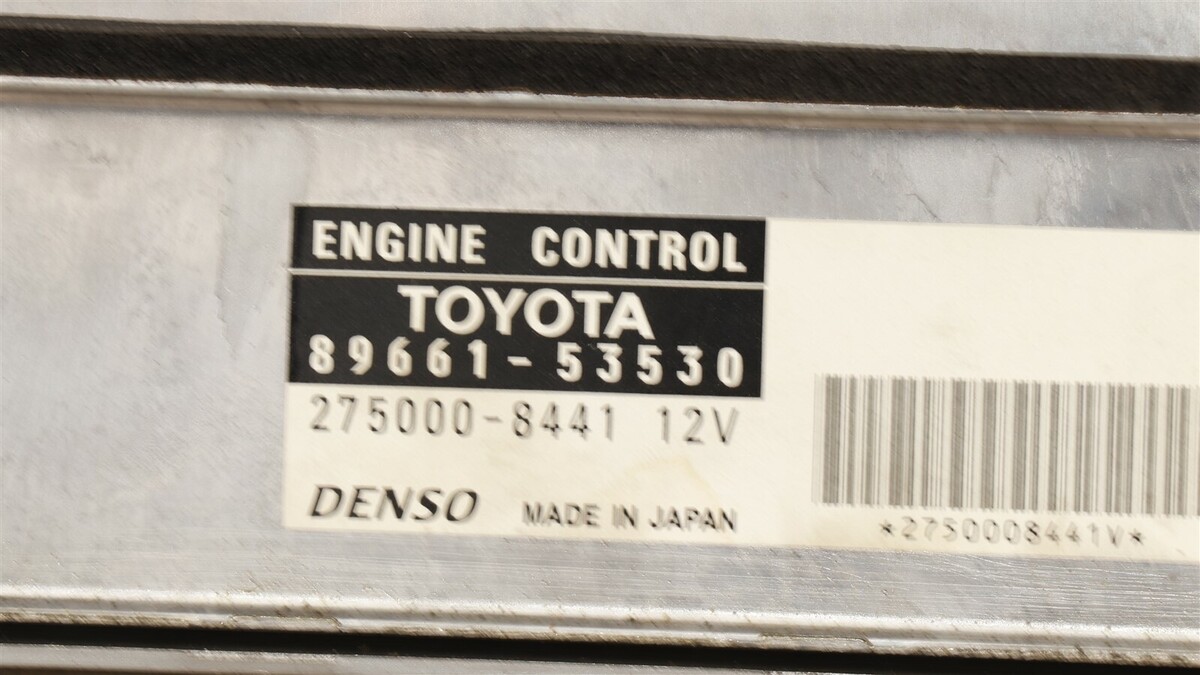 ENGINE CONTROL
TOYOTA
89661-53530
275000-8441 12V
DENSO MADE IN JAPAN
*2750008441V*